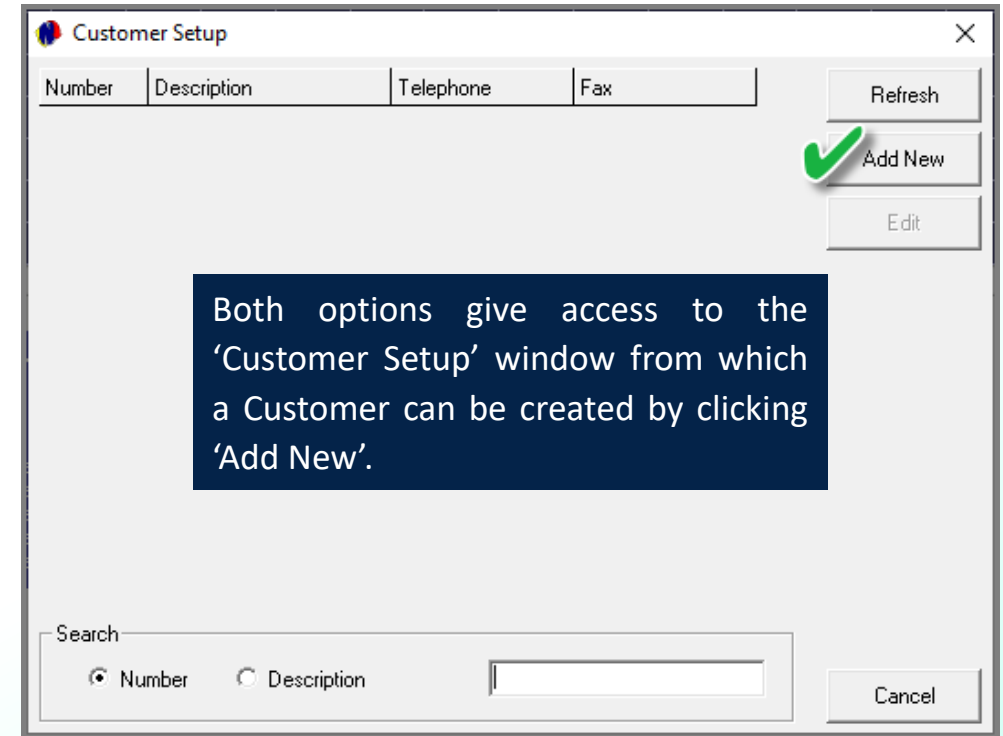 Customer Setup
Number Description Telephone Fax
Refresh
Add New
Edit
Both options give access to the
‘Customer Setup’ window from which
a Customer can be created by clicking
‘Add New’.
Search
Number Description
Cancel